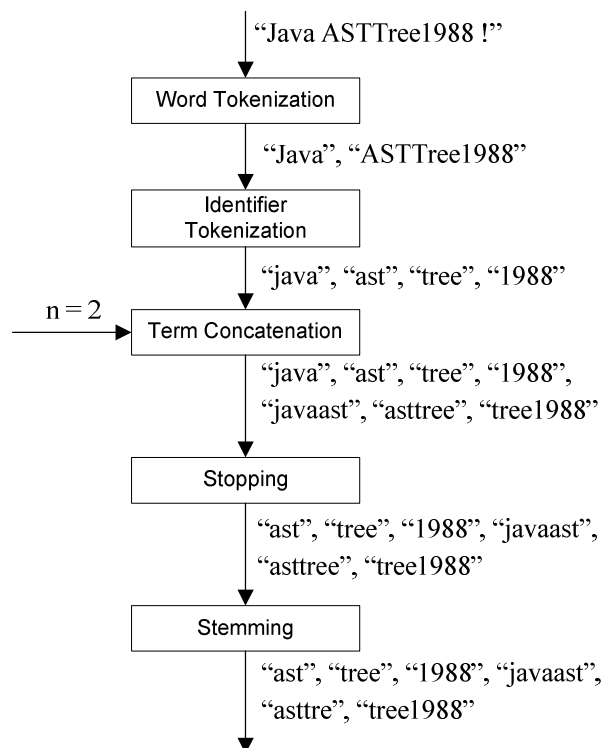 “Java ASTTree1988 !”
Word Tokenization
“Java”, “ASTTree1988”
Identifier
Tokenization
“java”, “ast”, “tree”, “1988”
n = 2
Term Concatenation
“java”, “ast”, “tree”, “1988”,
“javaast”, “asttree”, “tree1988”
Stopping
“ast”, “tree”, “1988”, “javaast”,
“asttree”, “tree1988”
Stemming
“ast”, “tree”, “1988”, “javaast”,
“asttre”, “tree1988”